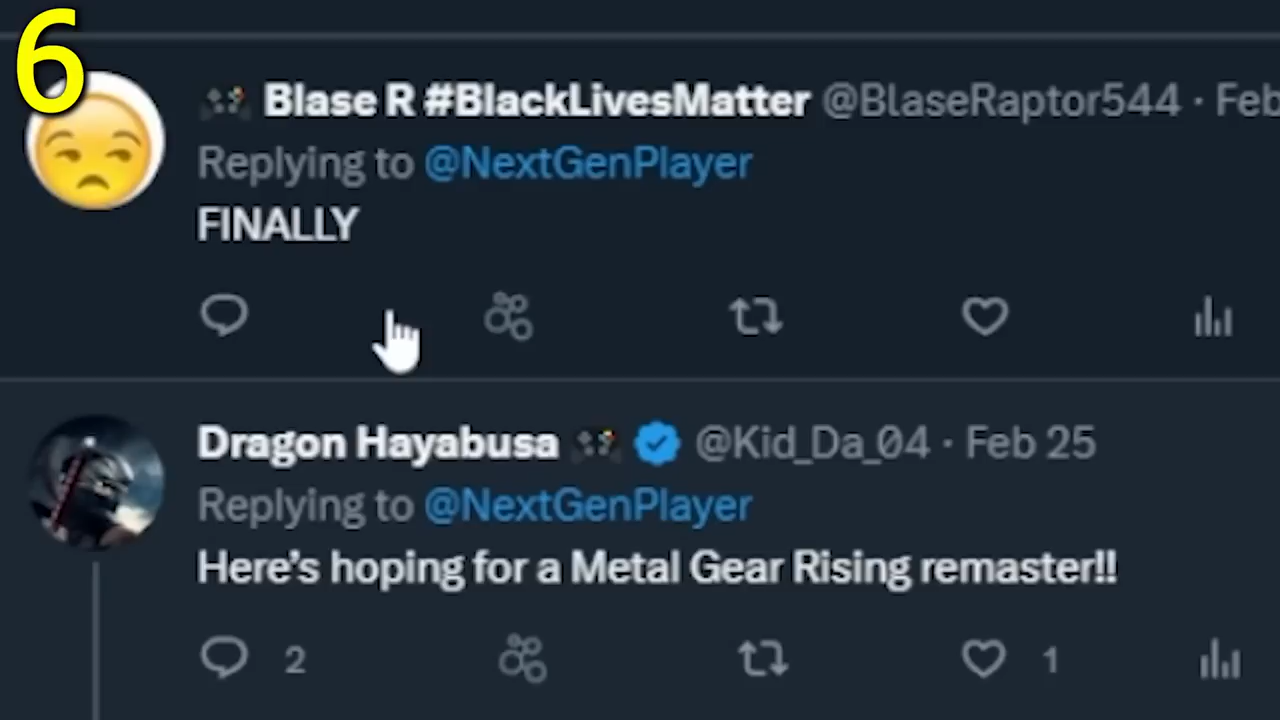 6
Blase R #BlackLivesMatter @BLaseRaptor544 · Feb
Replying to @NextGenPlayer
FINALLY
Dragon Hayabusa @Kid_Da_04 · Feb 25
Replying to @NextGenPlayer
Here's hoping for a Metal Gear Rising remaster!!
2 1